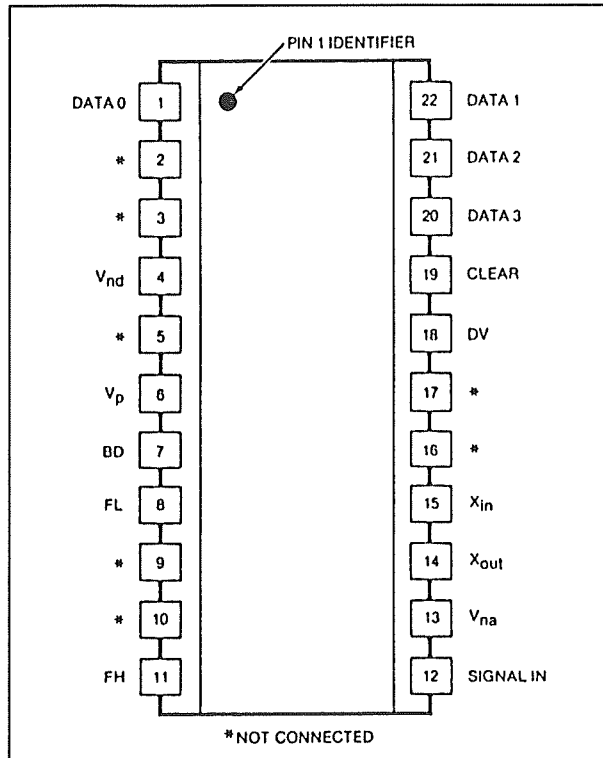 PIN 1 IDENTIFIER
DATA 0 1 22 DATA 1
* 2 21 DATA 2
* 3 20 DATA 3
Vnd 4 19 CLEAR
* 5 18 DV
Vp 6 17 *
BD 7 16 *
FL 8 15 Xin
* 9 14 Xout
* 10 13 Vna
FH 11 12 SIGNAL IN
*NOT CONNECTED